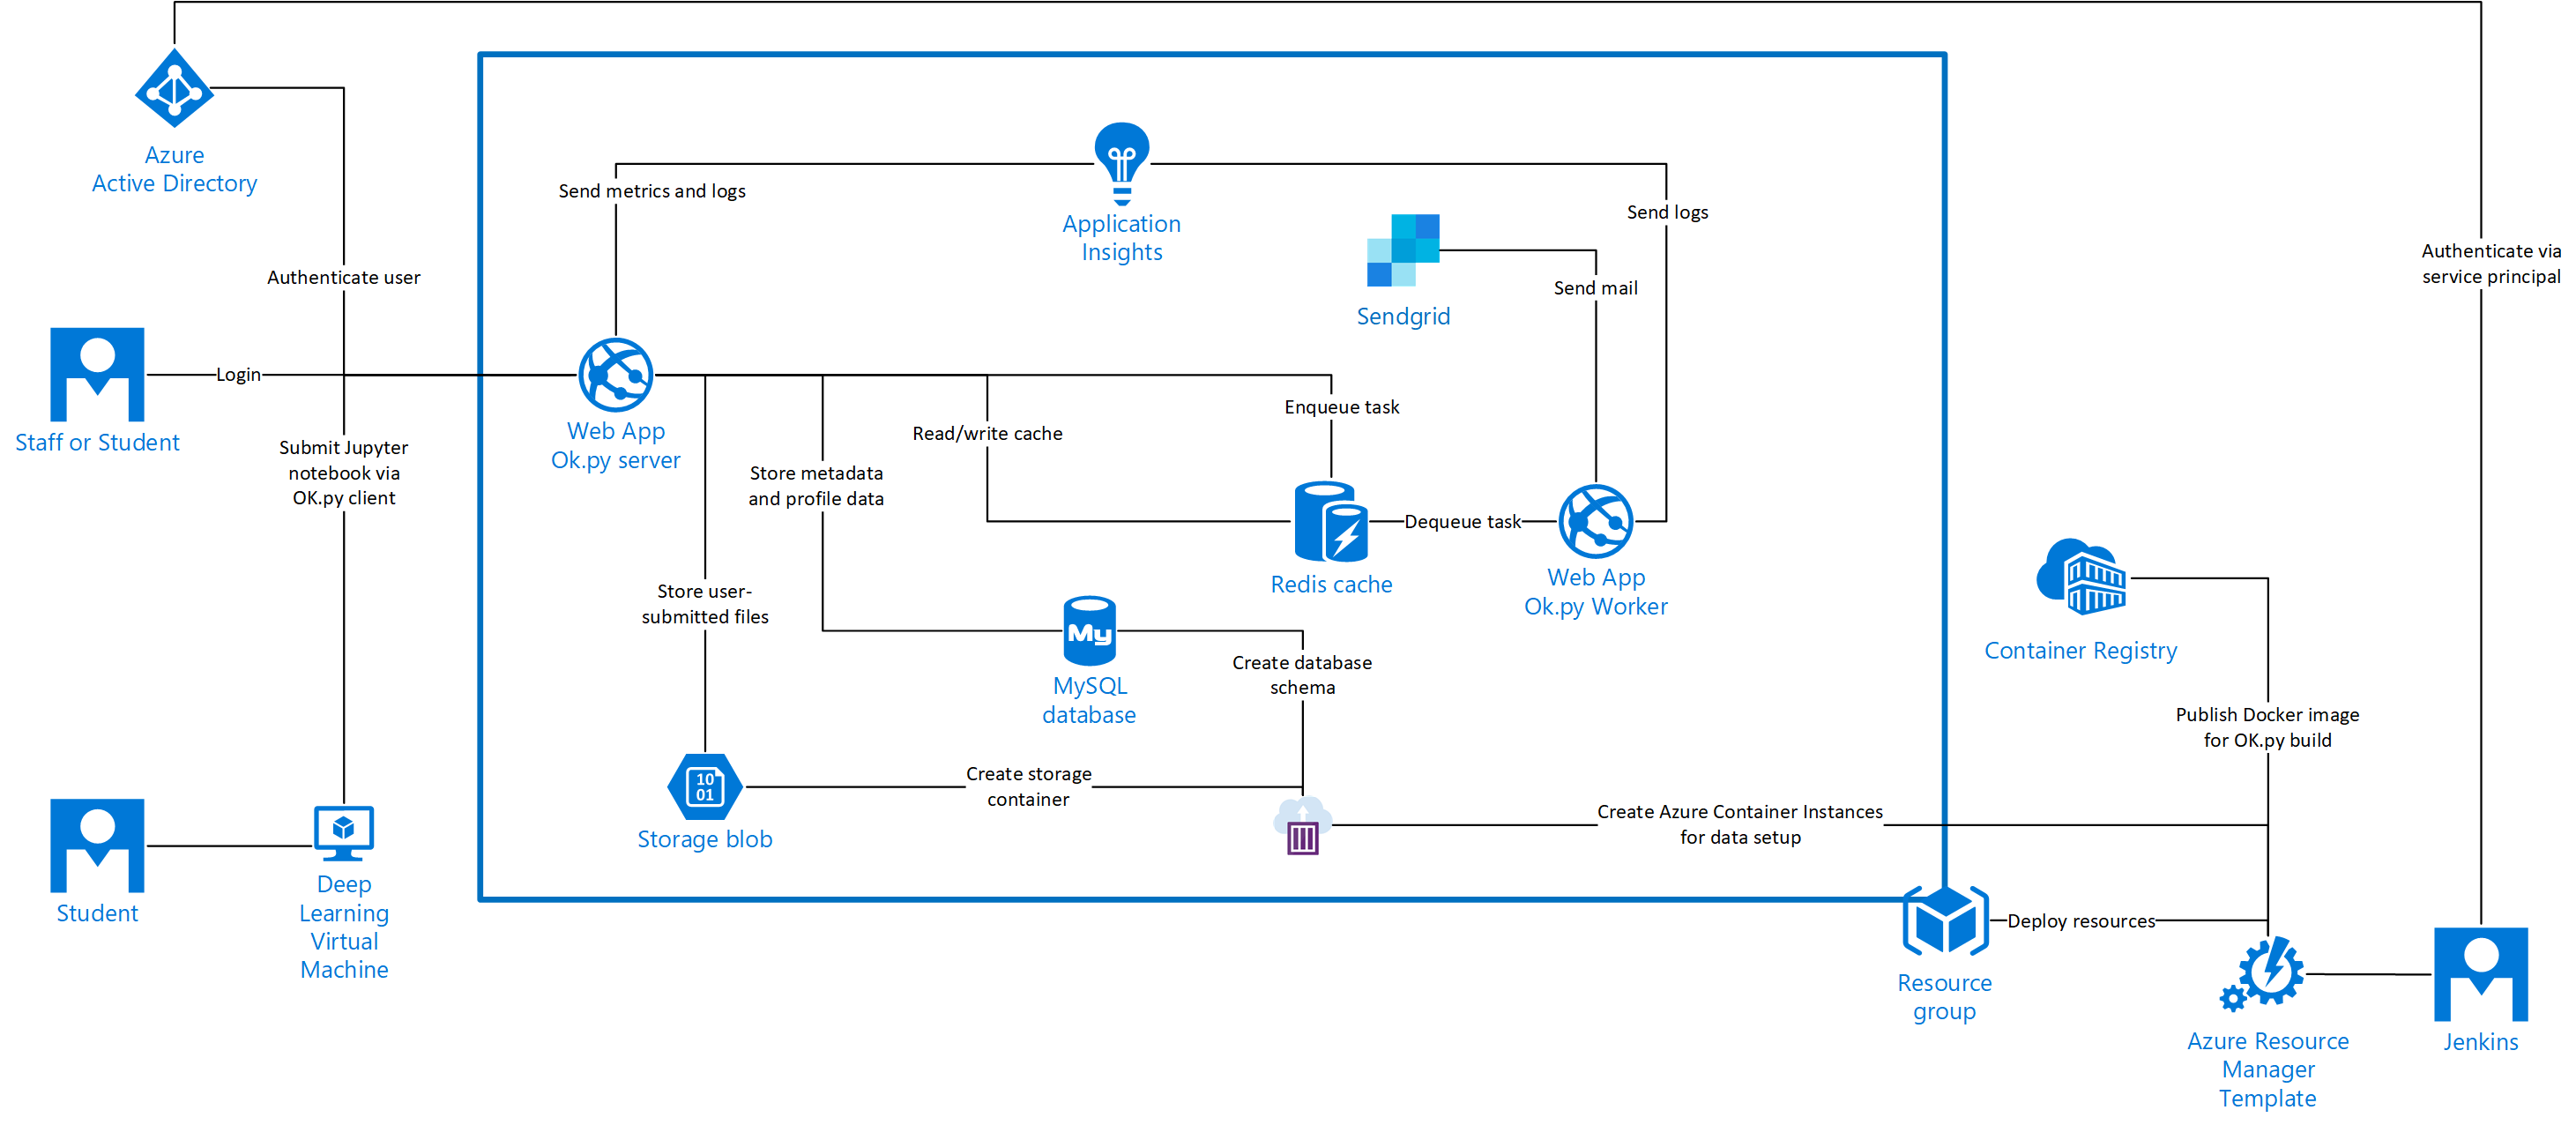 Azure
Active Directory
Authenticate user
Staff or Student
Login
Submit Jupyter
notebook via
OK.py client
Student
Deep
Learning
Virtual
Machine
Send metrics and logs
Application
Insights
Send logs
Sendgrid
Send mail
Web App
Ok.py server
Enqueue task
Read/write cache
Store metadata
and profile data
Redis cache
Dequeue task
Web App
Ok.py Worker
Store user-
submitted files
My
MySQL
database
Create database
schema
10
01
Storage blob
Create storage
container
Create Azure Container Instances
for data setup
Authenticate via
service principal
Container Registry
Publish Docker image
for OK.py build
Resource
group
Deploy resources
Azure Resource
Manager
Template
Jenkins